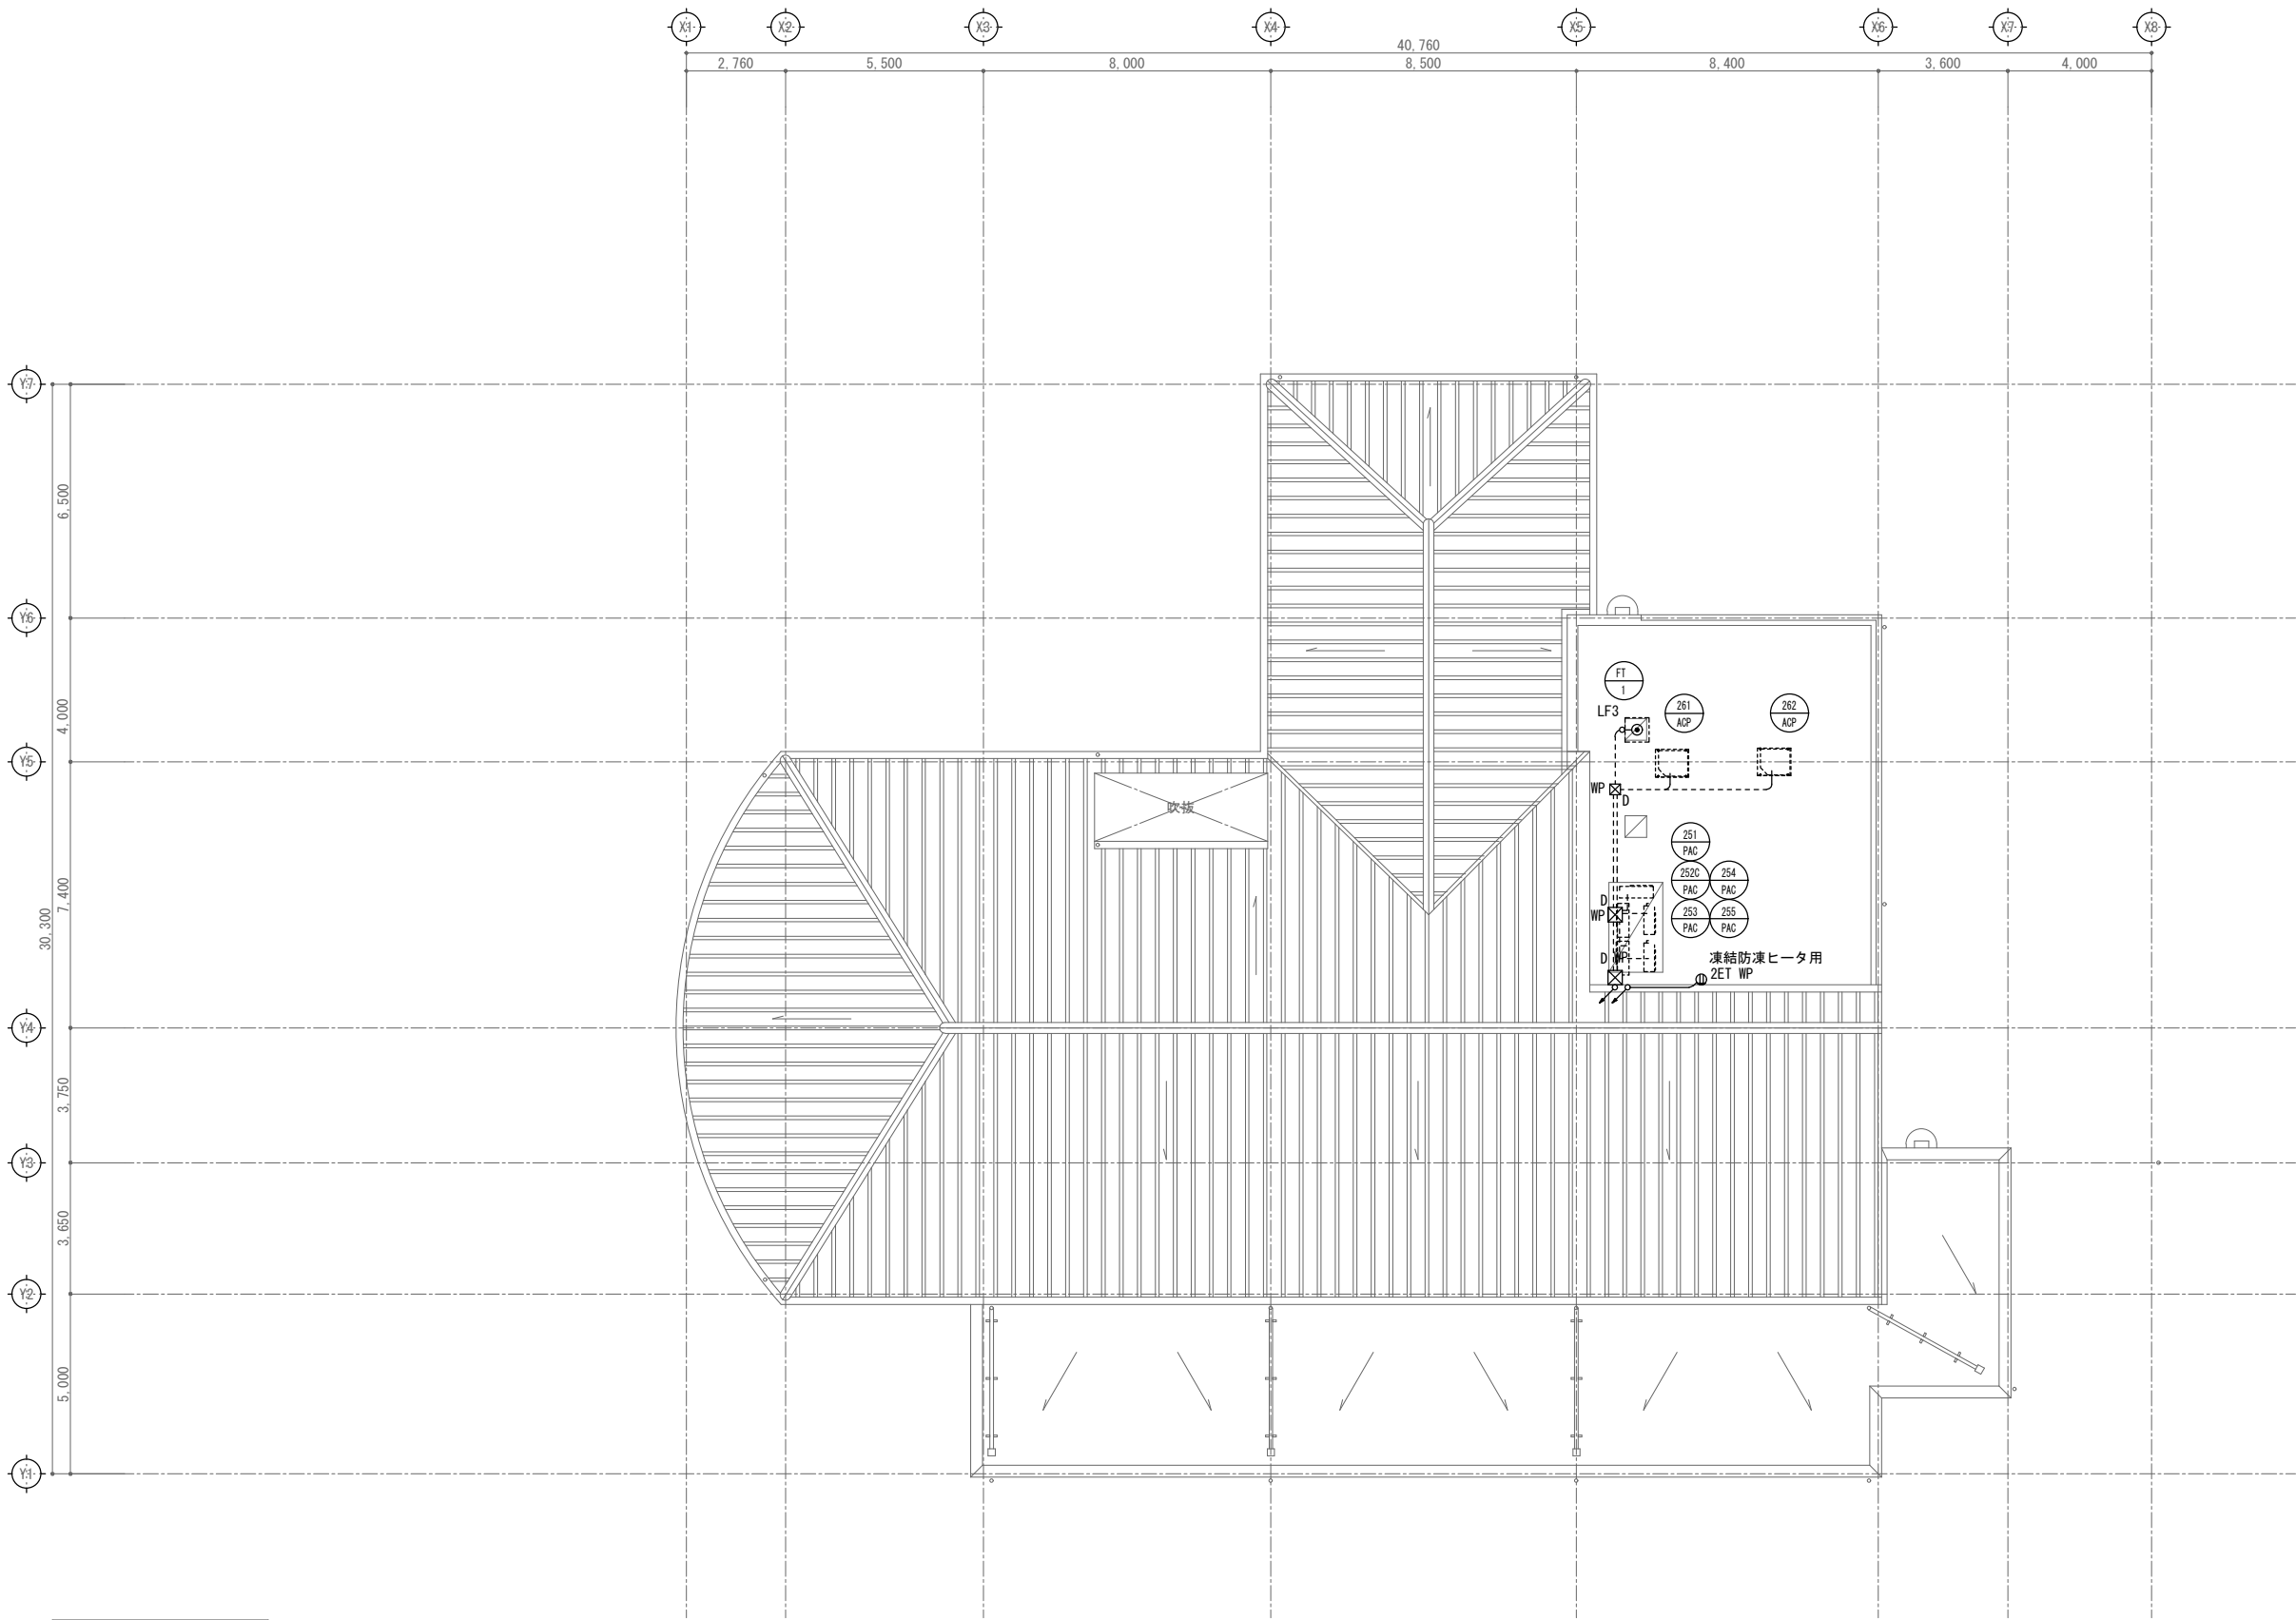 X1 X2 X3 X4 X5 X6 X7 X8
40,760
2,760 5,500 8,000 8,500 8,400 3,600 4,000
Y7
6,500
Y6
4,000
Y5
7,400
30,300
Y4
3,750
Y3
3,650
Y2
5,000
Y1
吹抜
FT
1
LF3
261
ACP
262
ACP
WP
D
251
PAC
252C
PAC
254
PAC
253
PAC
255
PAC
D
WP
D WP
凍結防凍ヒータ用
2ET WP